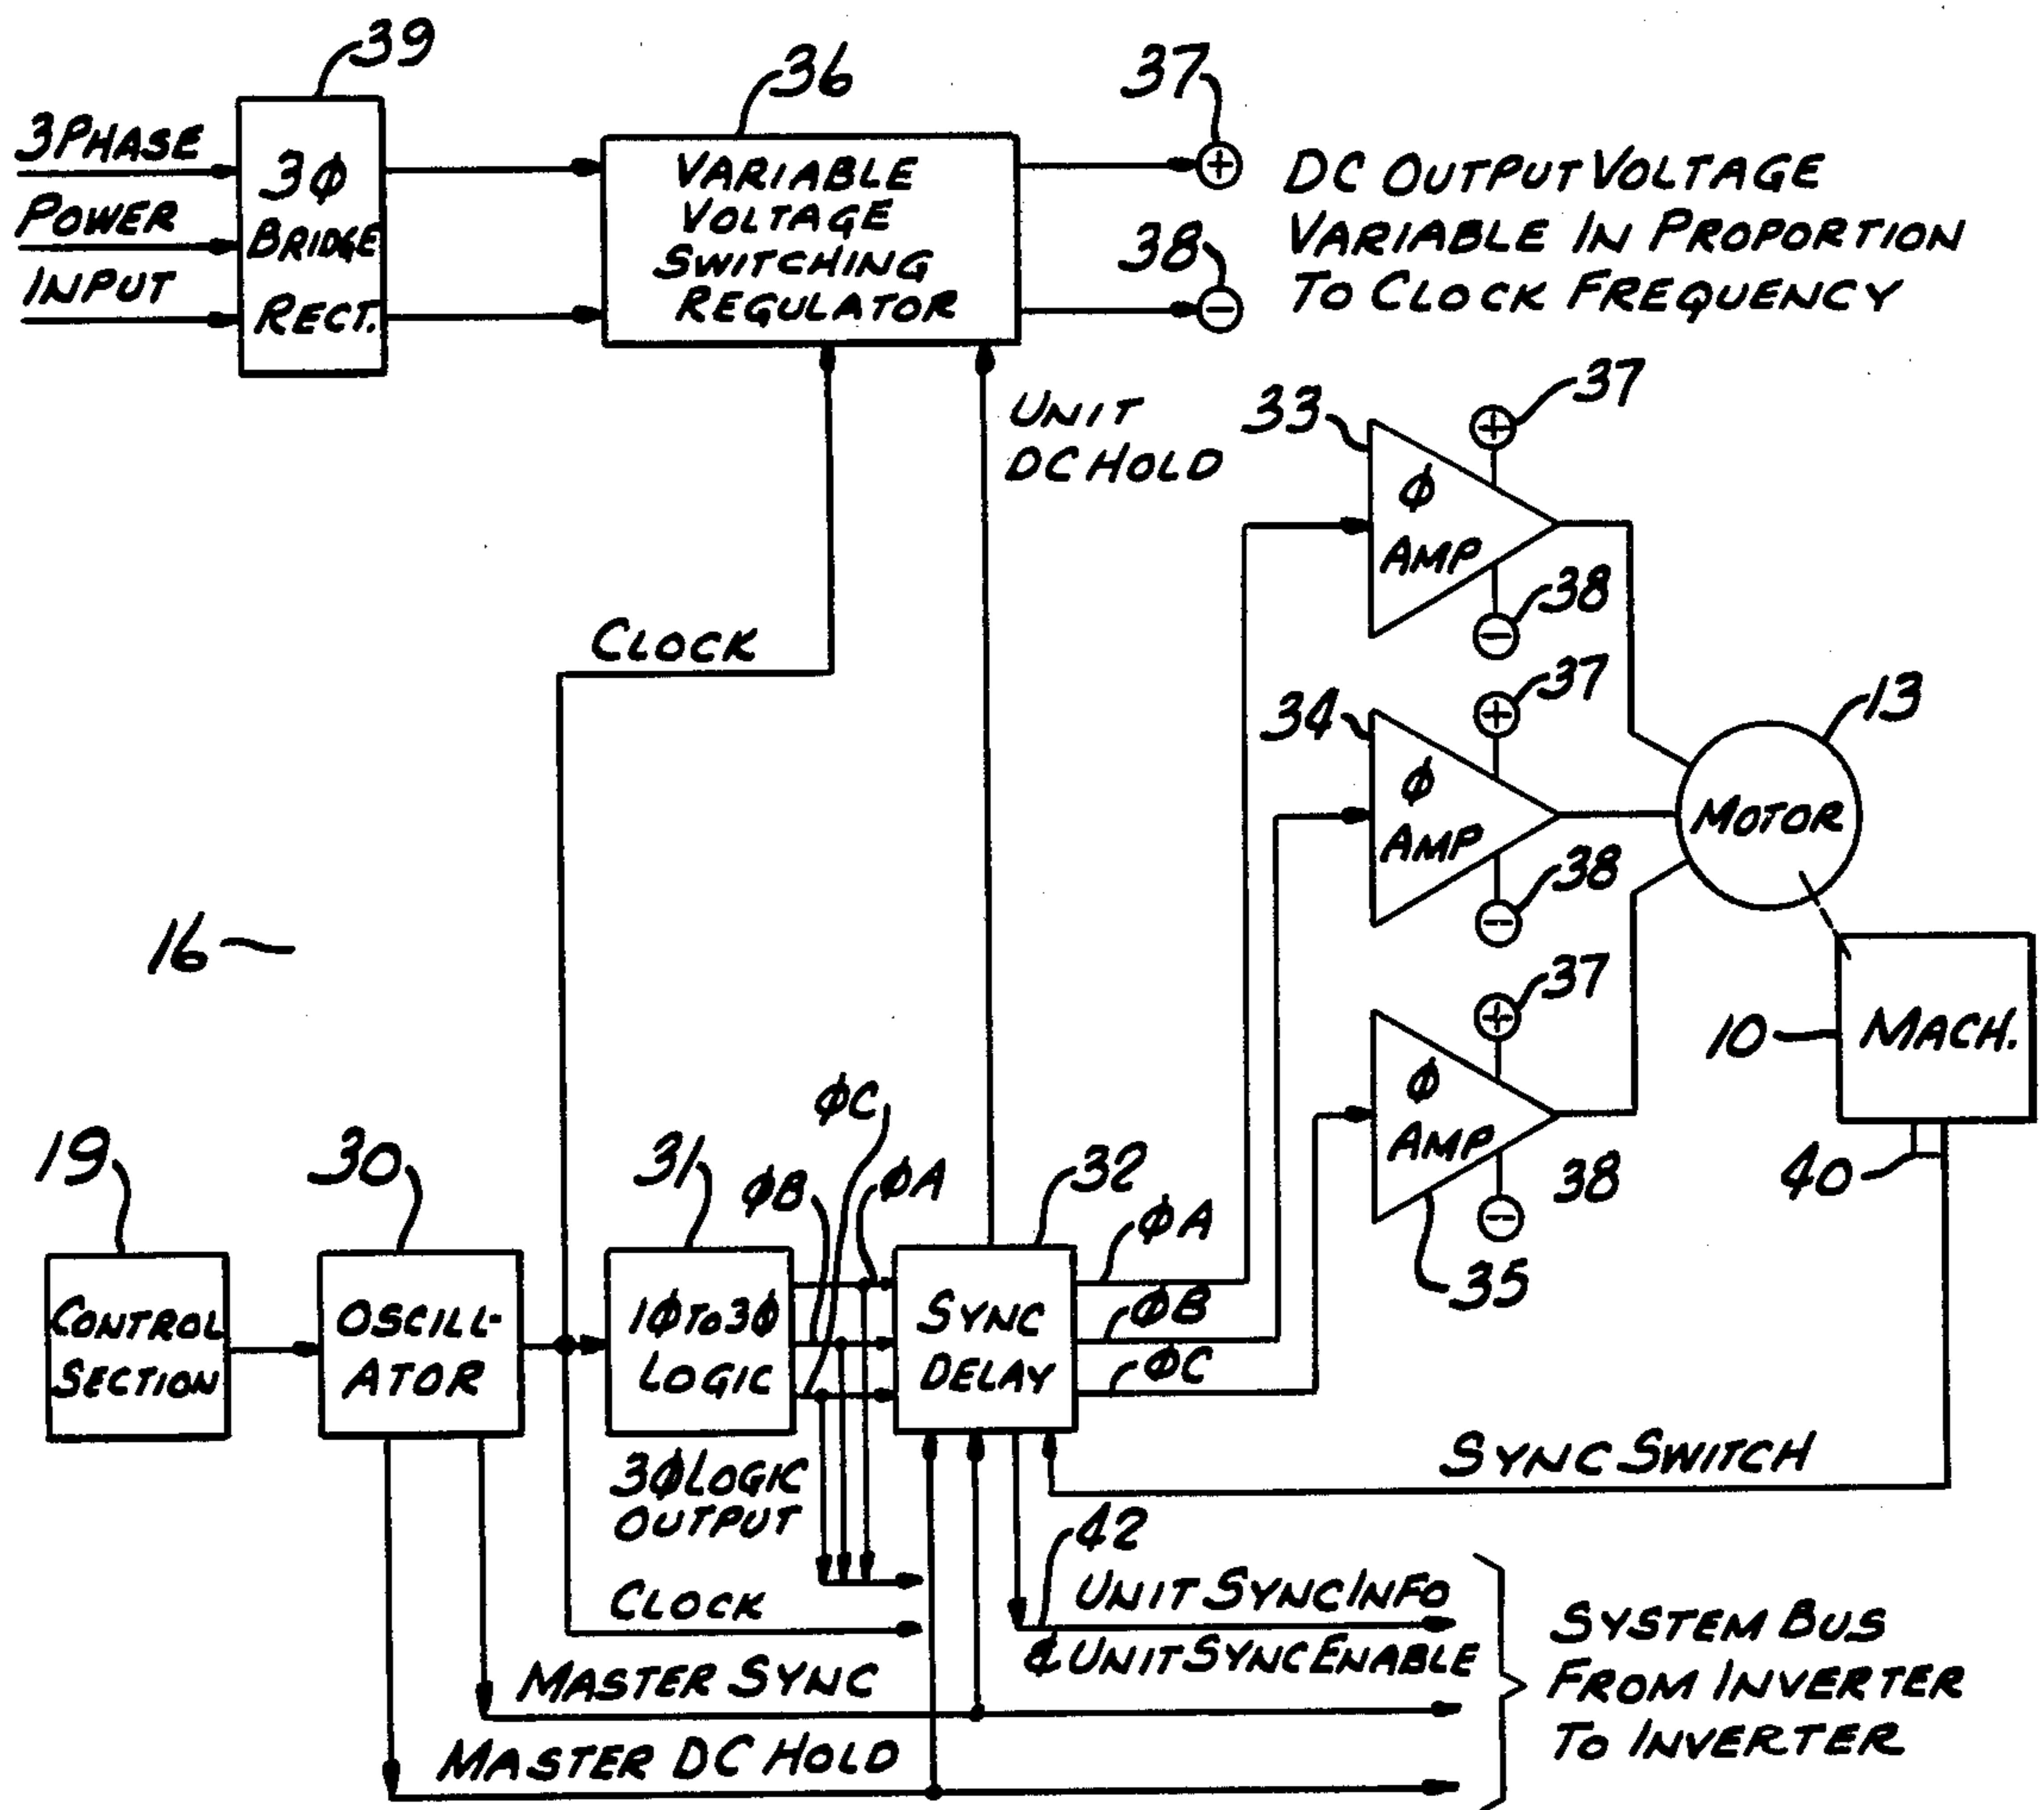 39
36
37
3 PHASE
POWER
INPUT
3φ
BRIDGE
RECT.
VARIABLE
VOLTAGE
SWITCHING
REGULATOR
+
38
−
DC OUTPUT VOLTAGE
VARIABLE IN PROPORTION
TO CLOCK FREQUENCY
UNIT
DC HOLD
CLOCK
33
37
+
φ
AMP
38
−
34
37
+
φ
AMP
38
−
13
MOTOR
16
37
+
φ
AMP
38
−
35
10
MACH.
40
19
CONTROL
SECTION
30
OSCILL-
ATOR
31
1φ TO 3φ
LOGIC
φB
φC
φA
32
SYNC
DELAY
φA
φB
φC
3φ LOGIC
OUTPUT
SYNC SWITCH
42
CLOCK
UNIT SYNC INFO
& UNIT SYNC ENABLE
MASTER SYNC
MASTER DC HOLD
SYSTEM BUS
FROM INVERTER
TO INVERTER